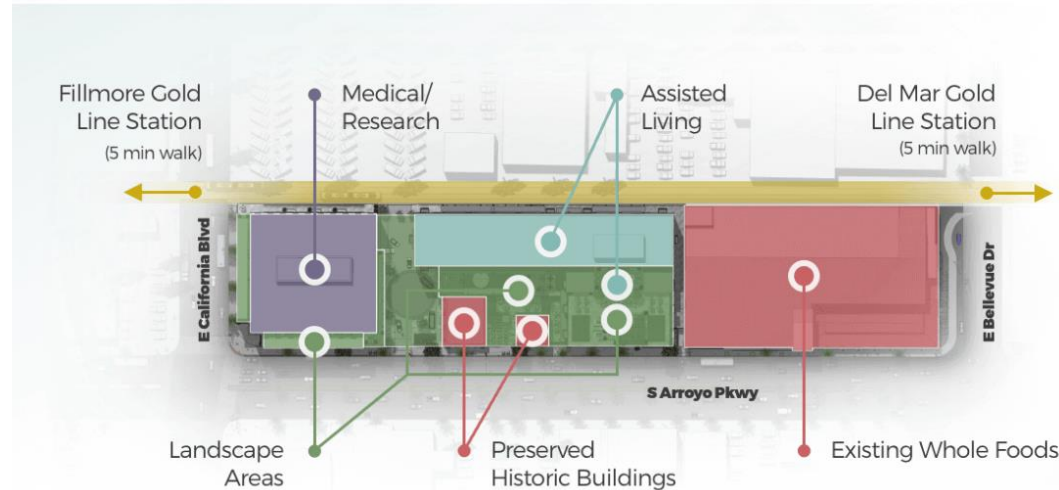 Fillmore Gold
Line Station
(5 min walk)
Medical/
Research
Assisted
Living
Del Mar Gold
Line Station
(5 min walk)
E California Blvd
E Bellevue Dr
S Arroyo Pkwy
Landscape
Areas
Preserved
Historic Buildings
Existing Whole Foods